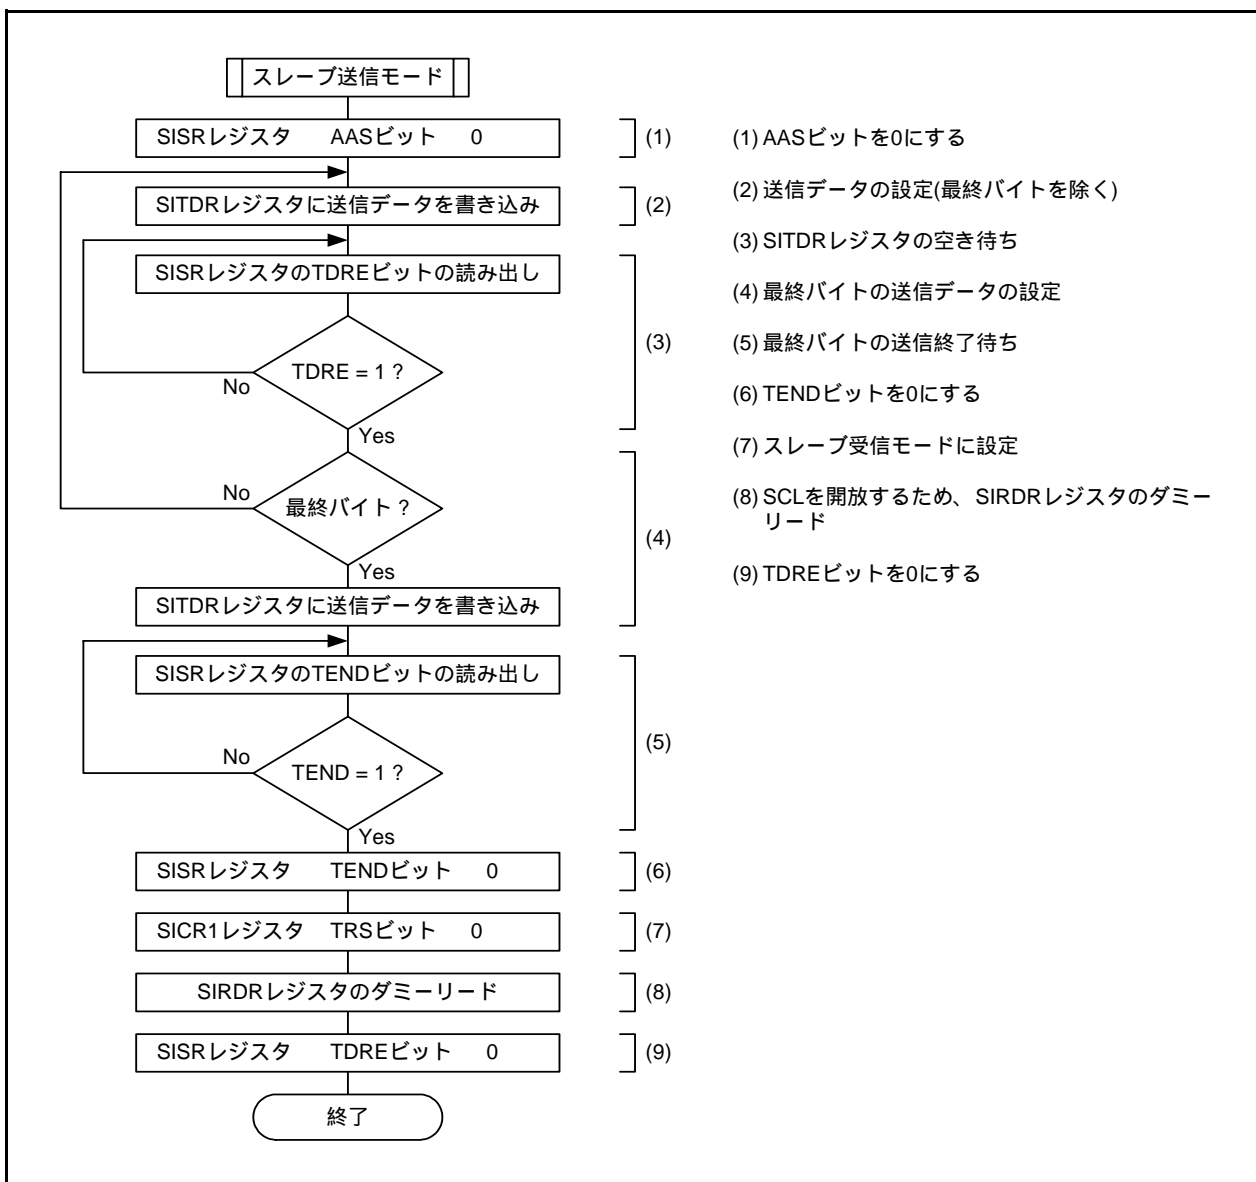 スレーブ送信モード
SISRレジスタ AASビット 0
(1)
SITDRレジスタに送信データを書き込み
(2)
SISRレジスタのTDREビットの読み出し
TDRE = 1 ?
No
Yes
(3)
最終バイト ?
No
Yes
SITDRレジスタに送信データを書き込み
(4)
SISRレジスタのTENDビットの読み出し
TEND = 1 ?
No
Yes
(5)
SISRレジスタ TENDビット 0
(6)
SICR1レジスタ TRSビット 0
(7)
SIRDRレジスタのダミーリード
(8)
SISRレジスタ TDREビット 0
(9)
終了
(1) AASビットを0にする
(2) 送信データの設定(最終バイトを除く)
(3) SITDRレジスタの空き待ち
(4) 最終バイトの送信データの設定
(5) 最終バイトの送信終了待ち
(6) TENDビットを0にする
(7) スレーブ受信モードに設定
(8) SCLを開放するため、SIRDRレジスタのダミー
リード
(9) TDREビットを0にする